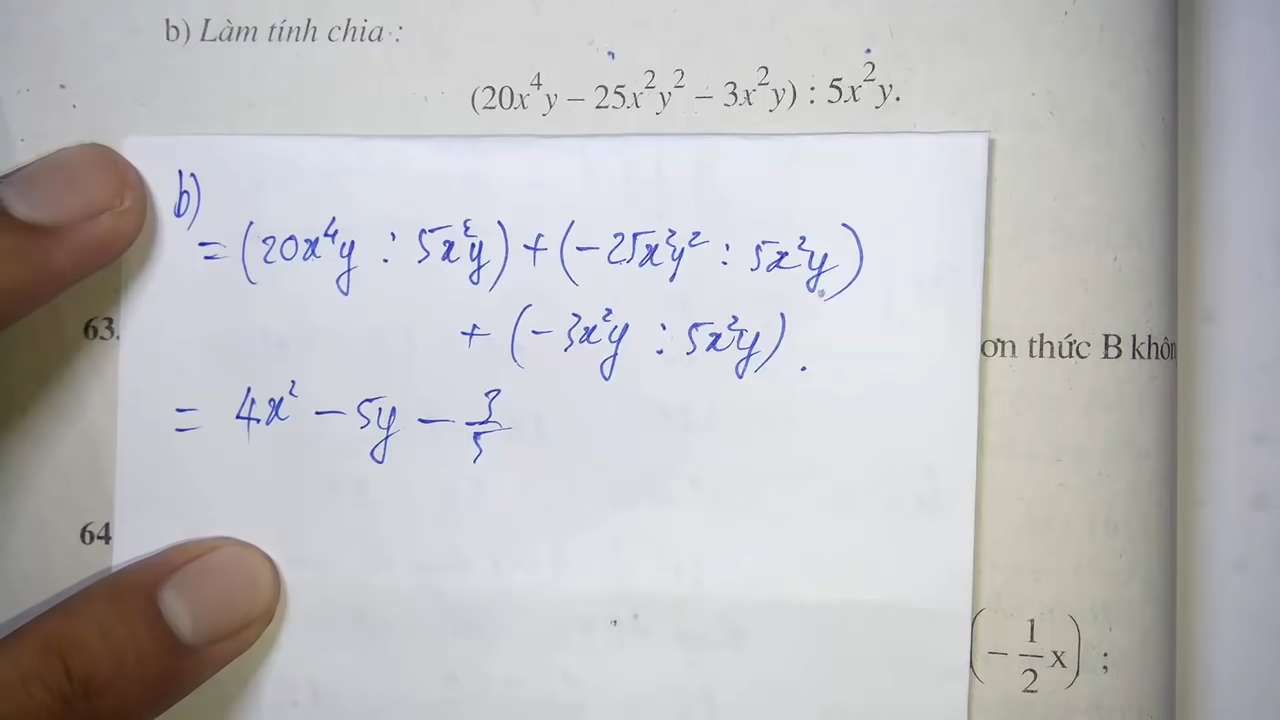 b) Làm tính chia :
(20x⁴y – 25x²y² – 3x²y) : 5x²y.
b)
= (20x⁴y : 5x²y) + (-25x²y² : 5x²y)
+ (-3x²y : 5x²y).
= 4x² - 5y - 3/5
63.
ơn thức B khôn
64
(-1/2 x) ;